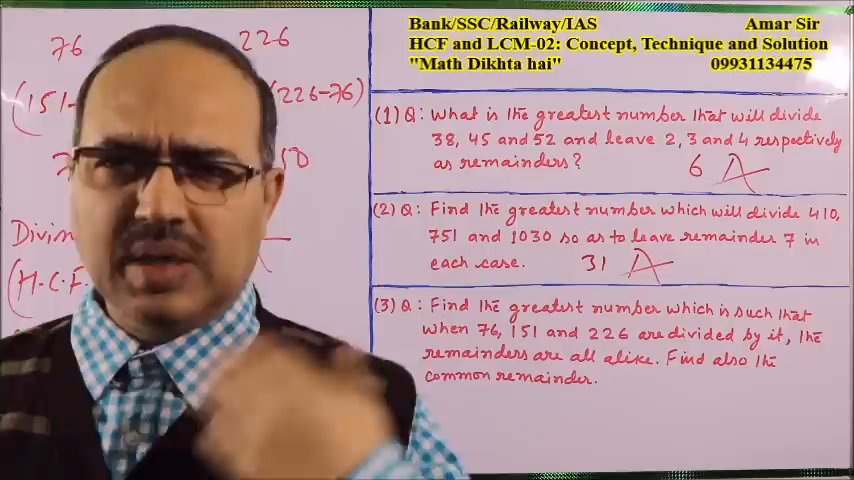 Bank/SSC/Railway/IAS Amar Sir
HCF and LCM-02: Concept, Technique and Solution
"Math Dikhta hai" 09931134475
76 226
(151- (226-76)
50
Divin
(H.C.F.
(1) Q: What is the greatest number that will divide
38, 45 and 52 and leave 2, 3 and 4 respectively
as remainders? 6 A
(2) Q: Find the greatest number which will divide 410,
751 and 1030 so as to leave remainder 7 in
each case. 31 A
(3) Q: Find the greatest number which is such that
when 76, 151 and 226 are divided by it, the
remainders are all alike. Find also the
common remainder.